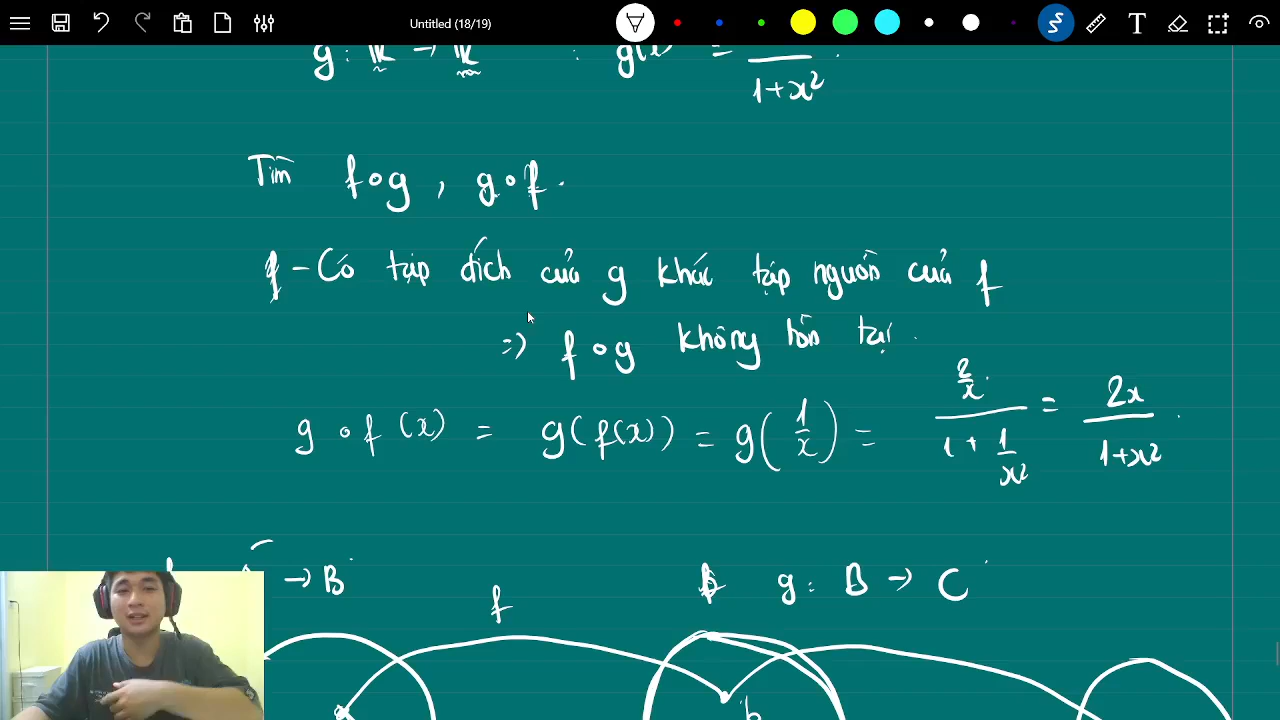 Untitled (18/19)
g : ℝ → ℝ : g(x) = ‾/(1+x²).
Tìm f∘g , g∘f.
f - Có tập đích của g khác tập nguồn của f
=> f∘g không tồn tại.
g∘f(x) = g(f(x)) = g(1/x) = (2/x)/(1 + 1/x²) = 2x/(1+x²).
→ B g : B → C
f
b